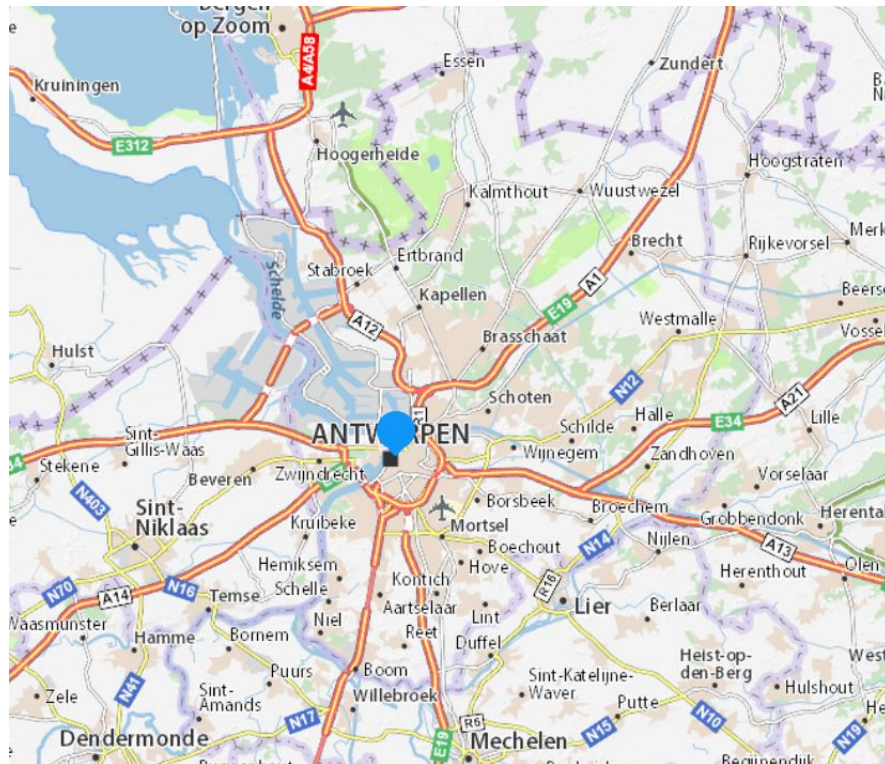 Bergen
op Zoom
A4/A58
Kruiningen
Essen
Zundert
E312
Hoogerheide
Hoogstraten
Kalmthout
Wuustwezel
Brecht
Rijkevorsel
Merk
Stabroek
Ertbrand
A1
Schelde
Kapellen
E19
Beerse
A12
Westmalle
Vosse
Brasschaat
Hulst
N12
A21
Schoten
R1
E34
Halle
Lille
ANTWERPEN
Schilde
Sint-
Gillis-Waas
Wijnegem
Stekene
Zwijndrecht
Zandhoven
Beveren
Vorselaar
N403
Borsbeek
Broechem
Sint-
Niklaas
Grobbendonk
Herenta
Kruibeke
Mortsel
N14
Nijlen
A13
Boechout
Hemiksem
Hove
Olen
N70
N16
Schelle
Kontich
R16
Herenthout
A14
Temse
Aartselaar
Lier
Berlaar
Waasmunster
Niel
Lint
Hamme
Bornem
Reet
Duffel
Heist-op-
den-Berg
West
N41
Puurs
Boom
Sint-Katelijne-
Waver
Hulshout
Zele
Sint-
Amands
Willebroek
Putte
N17
R6
N15
N10
N19
He
Dendermonde
E19
Mechelen
Begijnendijk